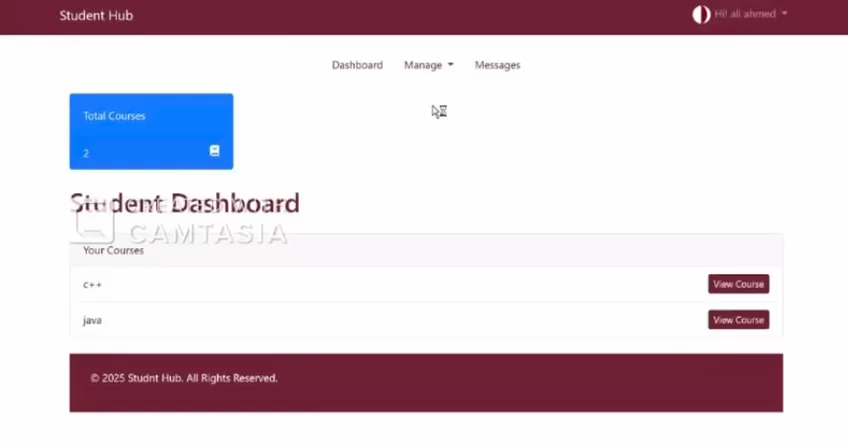 Student Hub
Hi! ali ahmed
Dashboard Manage Messages
Total Courses
2
Student Dashboard
CAMTASIA
Your Courses
c++
View Course
java
View Course
© 2025 Studnt Hub. All Rights Reserved.